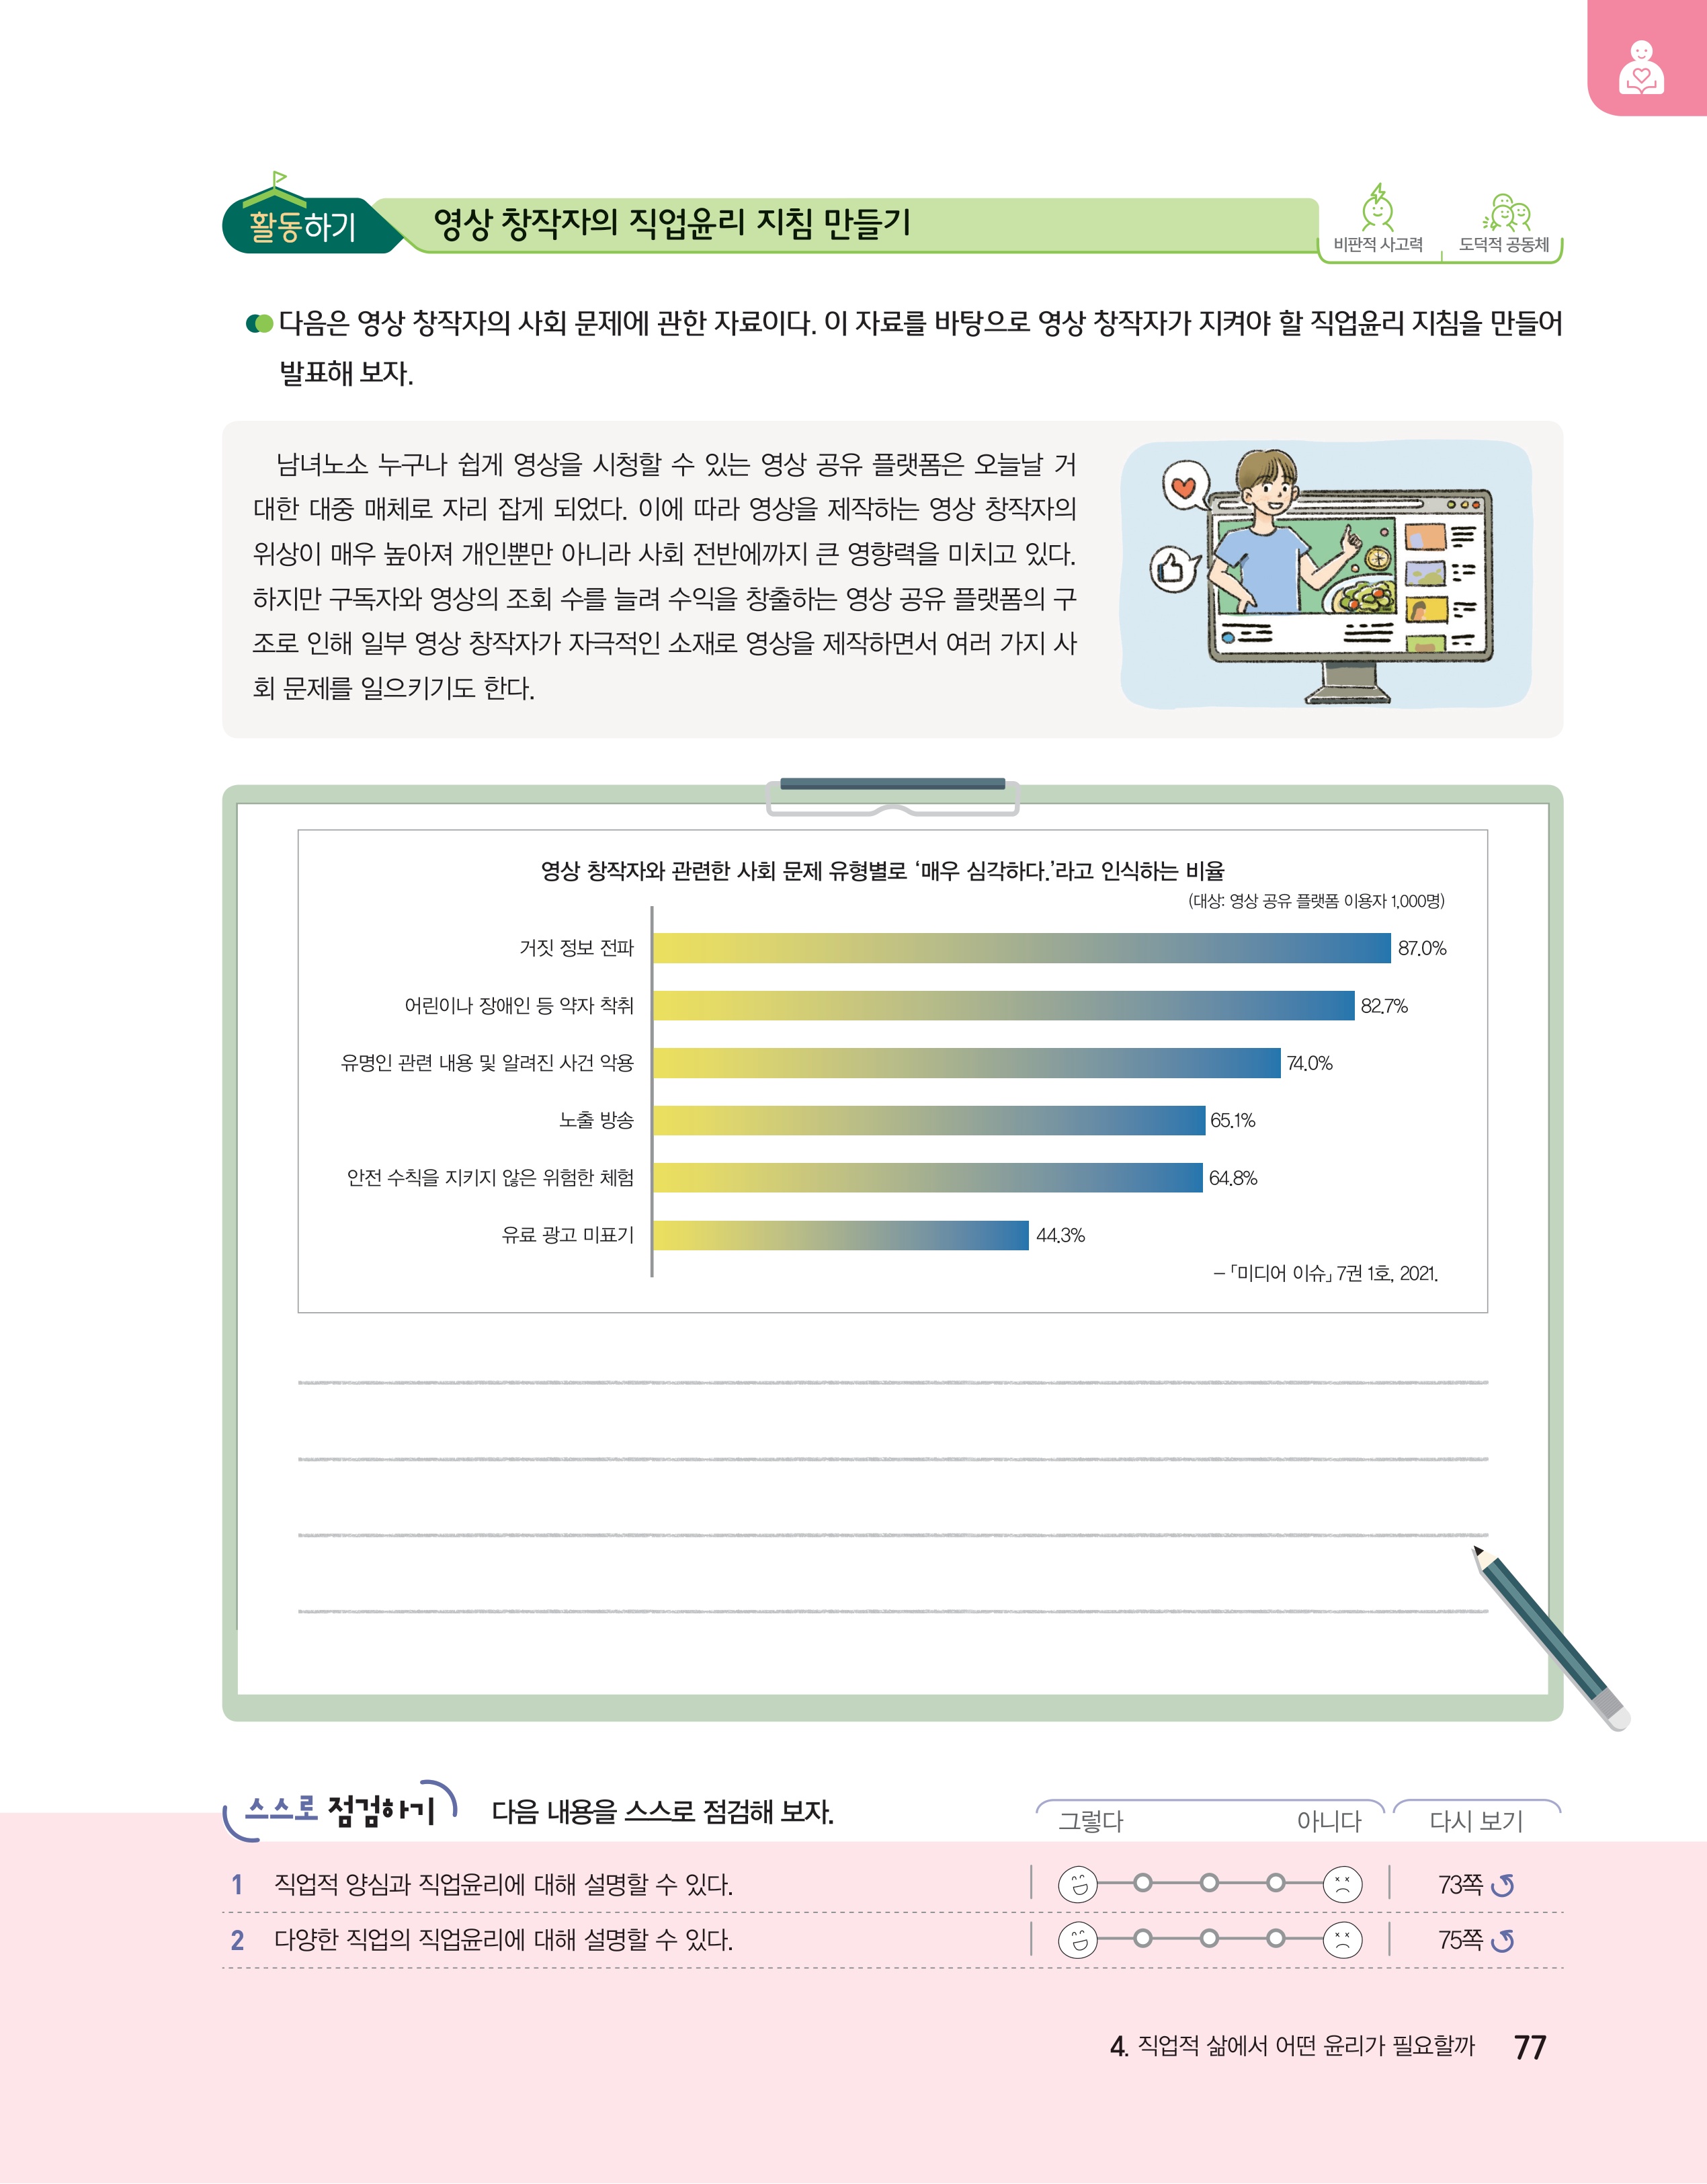 활동하기
영상 창작자의 직업윤리 지침 만들기
비판적 사고력
도덕적 공동체
다음은 영상 창작자의 사회 문제에 관한 자료이다. 이 자료를 바탕으로 영상 창작자가 지켜야 할 직업윤리 지침을 만들어
발표해 보자.
남녀노소 누구나 쉽게 영상을 시청할 수 있는 영상 공유 플랫폼은 오늘날 거
대한 대중 매체로 자리 잡게 되었다. 이에 따라 영상을 제작하는 영상 창작자의
위상이 매우 높아져 개인뿐만 아니라 사회 전반에까지 큰 영향력을 미치고 있다.
하지만 구독자와 영상의 조회 수를 늘려 수익을 창출하는 영상 공유 플랫폼의 구
조로 인해 일부 영상 창작자가 자극적인 소재로 영상을 제작하면서 여러 가지 사
회 문제를 일으키기도 한다.
영상 창작자와 관련한 사회 문제 유형별로 ‘매우 심각하다.’라고 인식하는 비율
(대상: 영상 공유 플랫폼 이용자 1,000명)
거짓 정보 전파 87.0%
어린이나 장애인 등 약자 착취 82.7%
유명인 관련 내용 및 알려진 사건 악용 74.0%
노출 방송 65.1%
안전 수칙을 지키지 않은 위험한 체험 64.8%
유료 광고 미표기 44.3%
–「미디어 이슈」 7권 1호, 2021.
스스로 점검하기 다음 내용을 스스로 점검해 보자. 그렇다 아니다 다시 보기
1 직업적 양심과 직업윤리에 대해 설명할 수 있다. 73쪽
2 다양한 직업의 직업윤리에 대해 설명할 수 있다. 75쪽
4. 직업적 삶에서 어떤 윤리가 필요할까 77